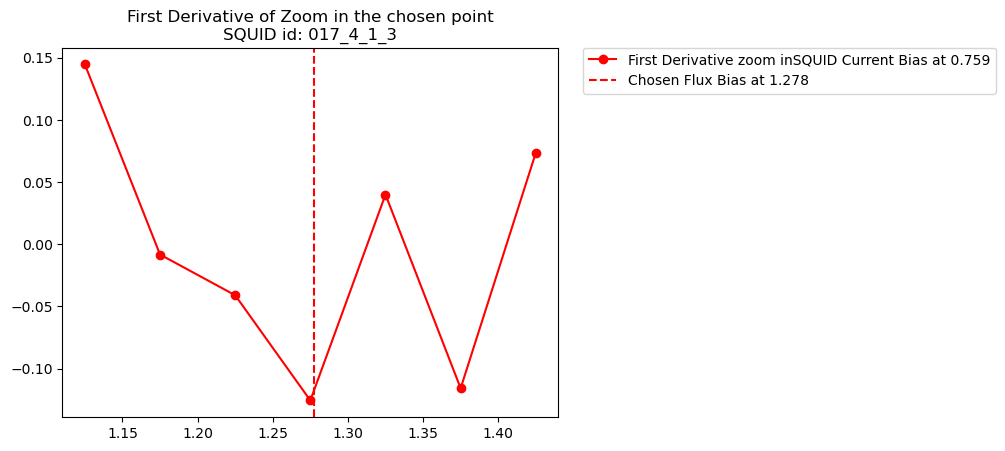 First Derivative of Zoom in the chosen point
SQUID id: 017_4_1_3
First Derivative zoom inSQUID Current Bias at 0.759
Chosen Flux Bias at 1.278
0.15
0.10
0.05
0.00
−0.05
−0.10
1.15 1.20 1.25 1.30 1.35 1.40